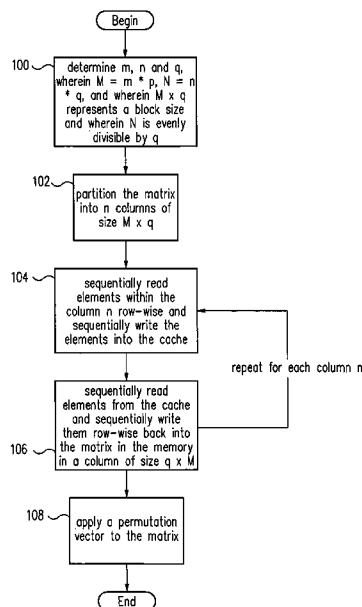 Begin
100
determine m, n and q,
wherein M = m * p, N = n
* q, and wherein M x q
represents a block size
and wherein N is evenly
divisible by q
102
partition the matrix
into n columns of
size M x q
104
sequentially read
elements within the
column n row-wise and
sequentially write the
elements into the cache
repeat for each column n
sequentially read
elements from the cache
and sequentially write
them row-wise back into
the matrix in the memory
in a column of size q x M
106
108
apply a permutation
vector to the matrix
End